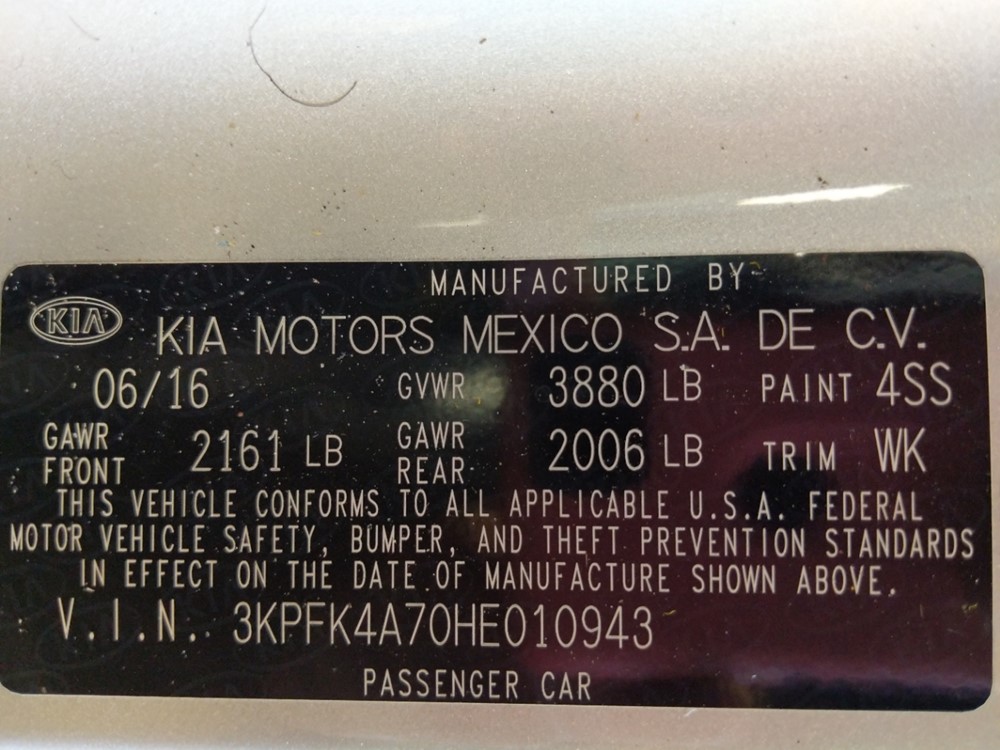 MANUFACTURED BY
KIA KIA MOTORS MEXICO S.A. DE C.V.
06/16 GVWR 3880 LB PAINT 4SS
GAWR FRONT 2161 LB GAWR REAR 2006 LB TRIM WK
THIS VEHICLE CONFORMS TO ALL APPLICABLE U.S.A. FEDERAL
MOTOR VEHICLE SAFETY, BUMPER, AND THEFT PREVENTION STANDARDS
IN EFFECT ON THE DATE OF MANUFACTURE SHOWN ABOVE.
V.I.N. 3KPFK4A70HE010943
PASSENGER CAR